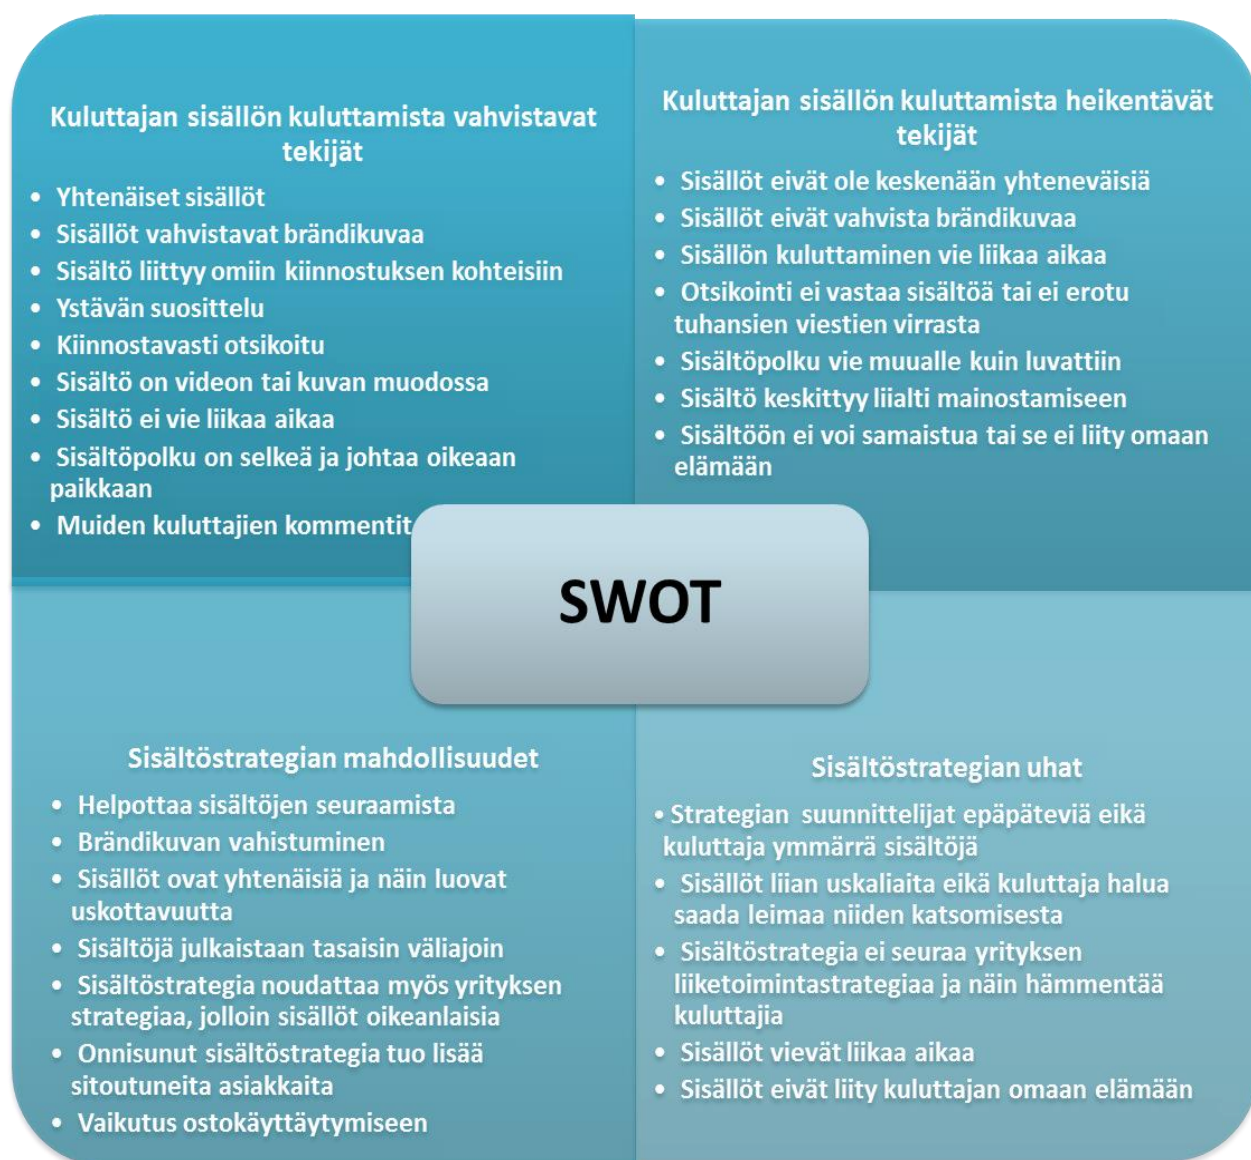 Kuluttajan sisällön kuluttamista vahvistavat
tekijät
• Yhtenäiset sisällöt
• Sisällöt vahvistavat brändikuvaa
• Sisältö liittyy omiin kiinnostuksen kohteisiin
• Ystävän suosittelu
• Kiinnostavasti otsikoitu
• Sisältö on videon tai kuvan muodossa
• Sisältö ei vie liikaa aikaa
• Sisältöpolku on selkeä ja johtaa oikeaan
paikkaan
• Muiden kuluttajien kommentit
Kuluttajan sisällön kuluttamista heikentävät
tekijät
• Sisällöt eivät ole keskenään yhteneväisiä
• Sisällöt eivät vahvista brändikuvaa
• Sisällön kuluttaminen vie liikaa aikaa
• Otsikointi ei vastaa sisältöä tai ei erotu
tuhansien viestien virrasta
• Sisältöpolku vie muualle kuin luvattiin
• Sisältö keskittyy liialti mainostamiseen
• Sisältöön ei voi samaistua tai se ei liity omaan
elämään
SWOT
Sisältöstrategian mahdollisuudet
• Helpottaa sisältöjen seuraamista
• Brändikuvan vahistuminen
• Sisällöt ovat yhtenäisiä ja näin luovat
uskottavuutta
• Sisältöjä julkaistaan tasaisin väliajoin
• Sisältöstrategia noudattaa myös yrityksen
strategiaa, jolloin sisällöt oikeanlaisia
• Onnisunut sisältöstrategia tuo lisää
sitoutuneita asiakkaita
• Vaikutus ostokäyttäytymiseen
Sisältöstrategian uhat
• Strategian suunnittelijat epäpäteviä eikä
kuluttaja ymmärrä sisältöjä
• Sisällöt liian uskaliaita eikä kuluttaja halua
saada leimaa niiden katsomisesta
• Sisältöstrategia ei seuraa yrityksen
liiketoimintastrategiaa ja näin hämmentää
kuluttajia
• Sisällöt vievät liikaa aikaa
• Sisällöt eivät liity kuluttajan omaan elämään